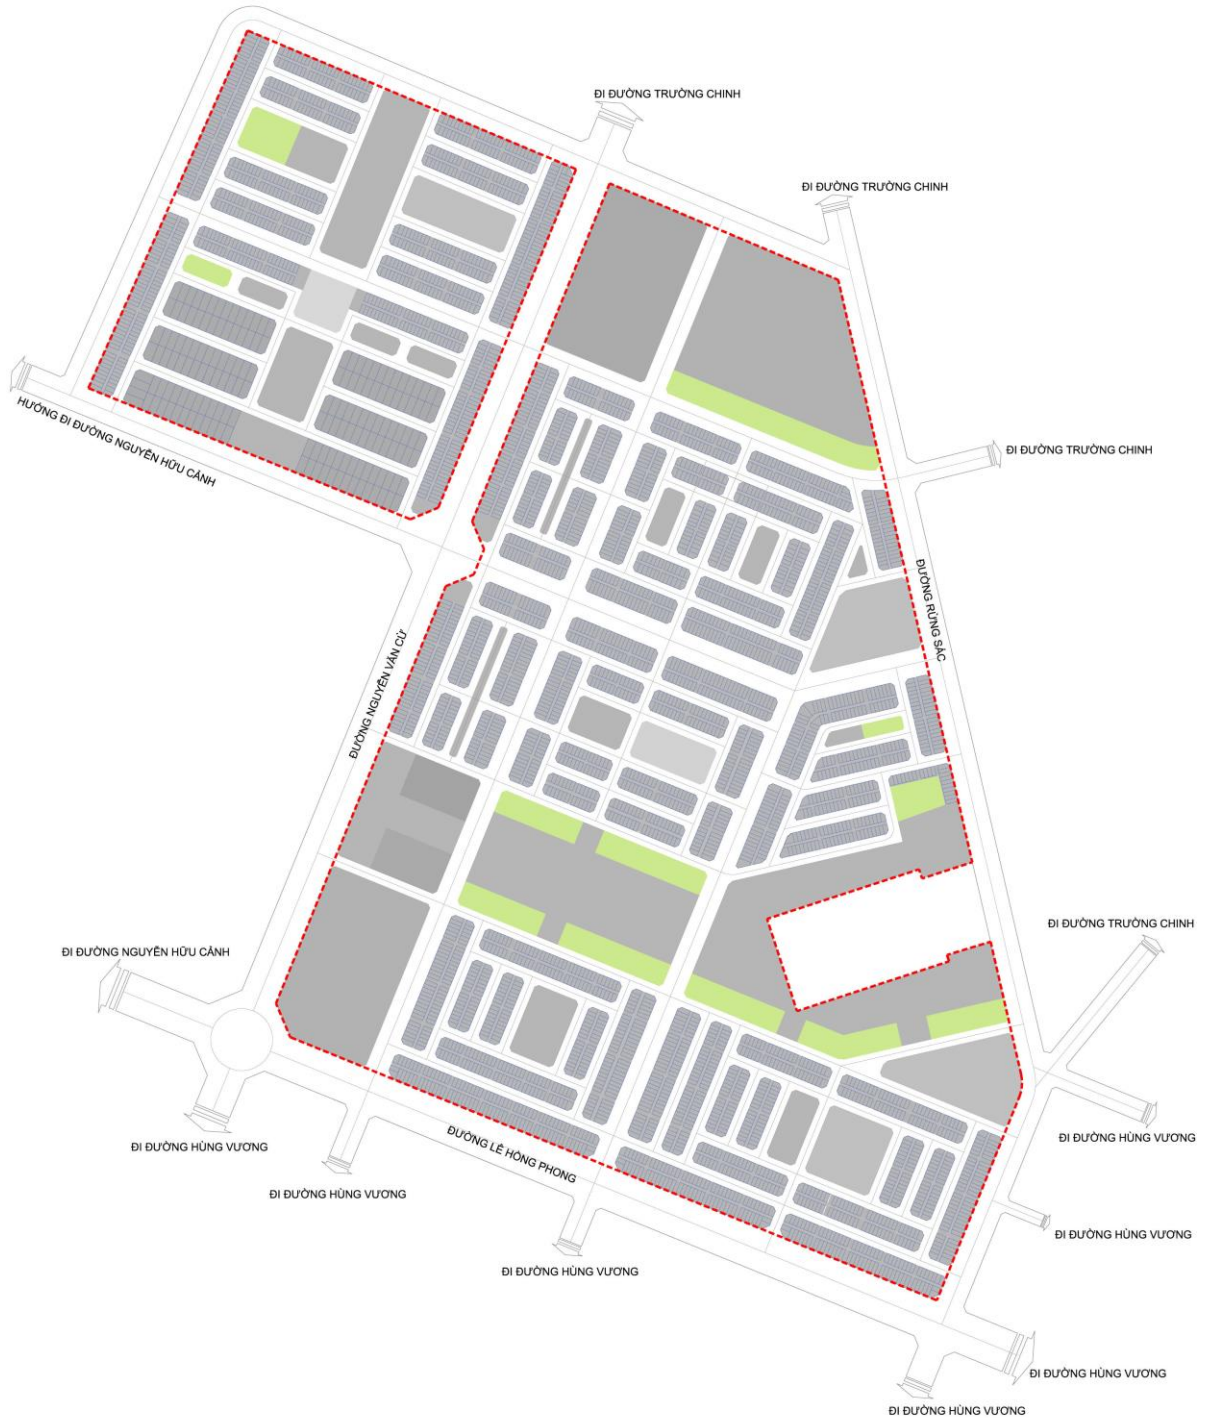 ĐI ĐƯỜNG TRƯỜNG CHINH
ĐI ĐƯỜNG TRƯỜNG CHINH
HƯỚNG ĐI ĐƯỜNG NGUYỄN HỮU CẢNH
ĐI ĐƯỜNG TRƯỜNG CHINH
ĐƯỜNG RỪNG SÁC
ĐƯỜNG NGUYỄN VĂN CỪ
ĐI ĐƯỜNG TRƯỜNG CHINH
ĐI ĐƯỜNG NGUYỄN HỮU CẢNH
ĐI ĐƯỜNG HÙNG VƯƠNG
ĐI ĐƯỜNG HÙNG VƯƠNG
ĐƯỜNG LÊ HỒNG PHONG
ĐI ĐƯỜNG HÙNG VƯƠNG
ĐI ĐƯỜNG HÙNG VƯƠNG
ĐI ĐƯỜNG HÙNG VƯƠNG
ĐI ĐƯỜNG HÙNG VƯƠNG
ĐI ĐƯỜNG HÙNG VƯƠNG